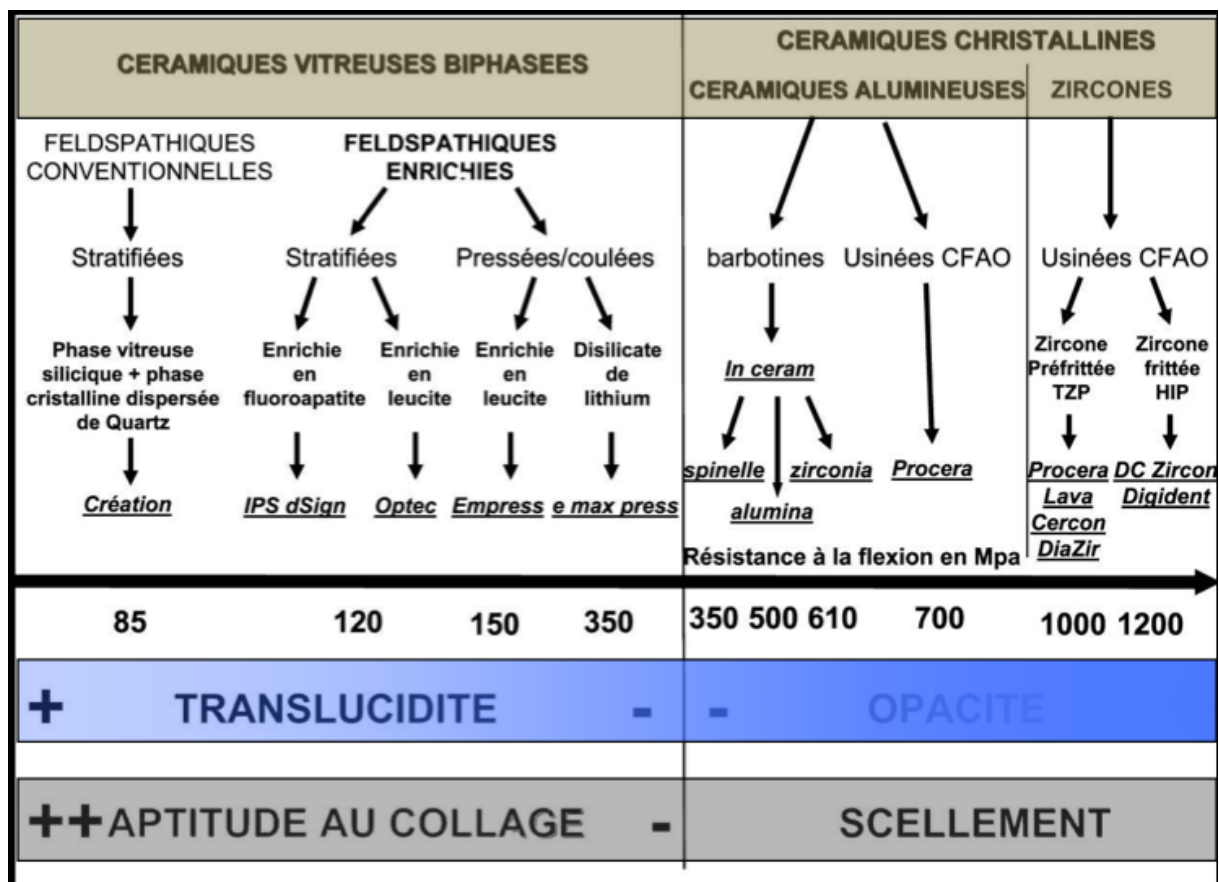 CERAMIQUES VITREUSES BIPHASEES
CERAMIQUES CHRISTALLINES
CERAMIQUES ALUMINEUSES
ZIRCONES
FELDSPATHIQUES
CONVENTIONNELLES
FELDSPATHIQUES
ENRICHIES
Stratifiées
Stratifiées
Pressées/coulées
barbotines
Usinées CFAO
Usinées CFAO
Phase vitreuse
silicique + phase
cristalline dispersée
de Quartz
Enrichie
en
fluoroapatite
Enrichie
en
leucite
Enrichie
en
leucite
Disilicate
de
lithium
In ceram
Zircone
Préfrittée
TZP
Zircone
frittée
HIP
Création
IPS dSign
Optec
Empress
e max press
spinelle
alumina
zirconia
Procera
Procera
Lava
Cercon
DiaZir
DC Zircon
Digident
Résistance à la flexion en Mpa
85 120 150 350 350 500 610 700 1000 1200
+ TRANSLUCIDITE - - OPACITE
++ APTITUDE AU COLLAGE - SCELLEMENT